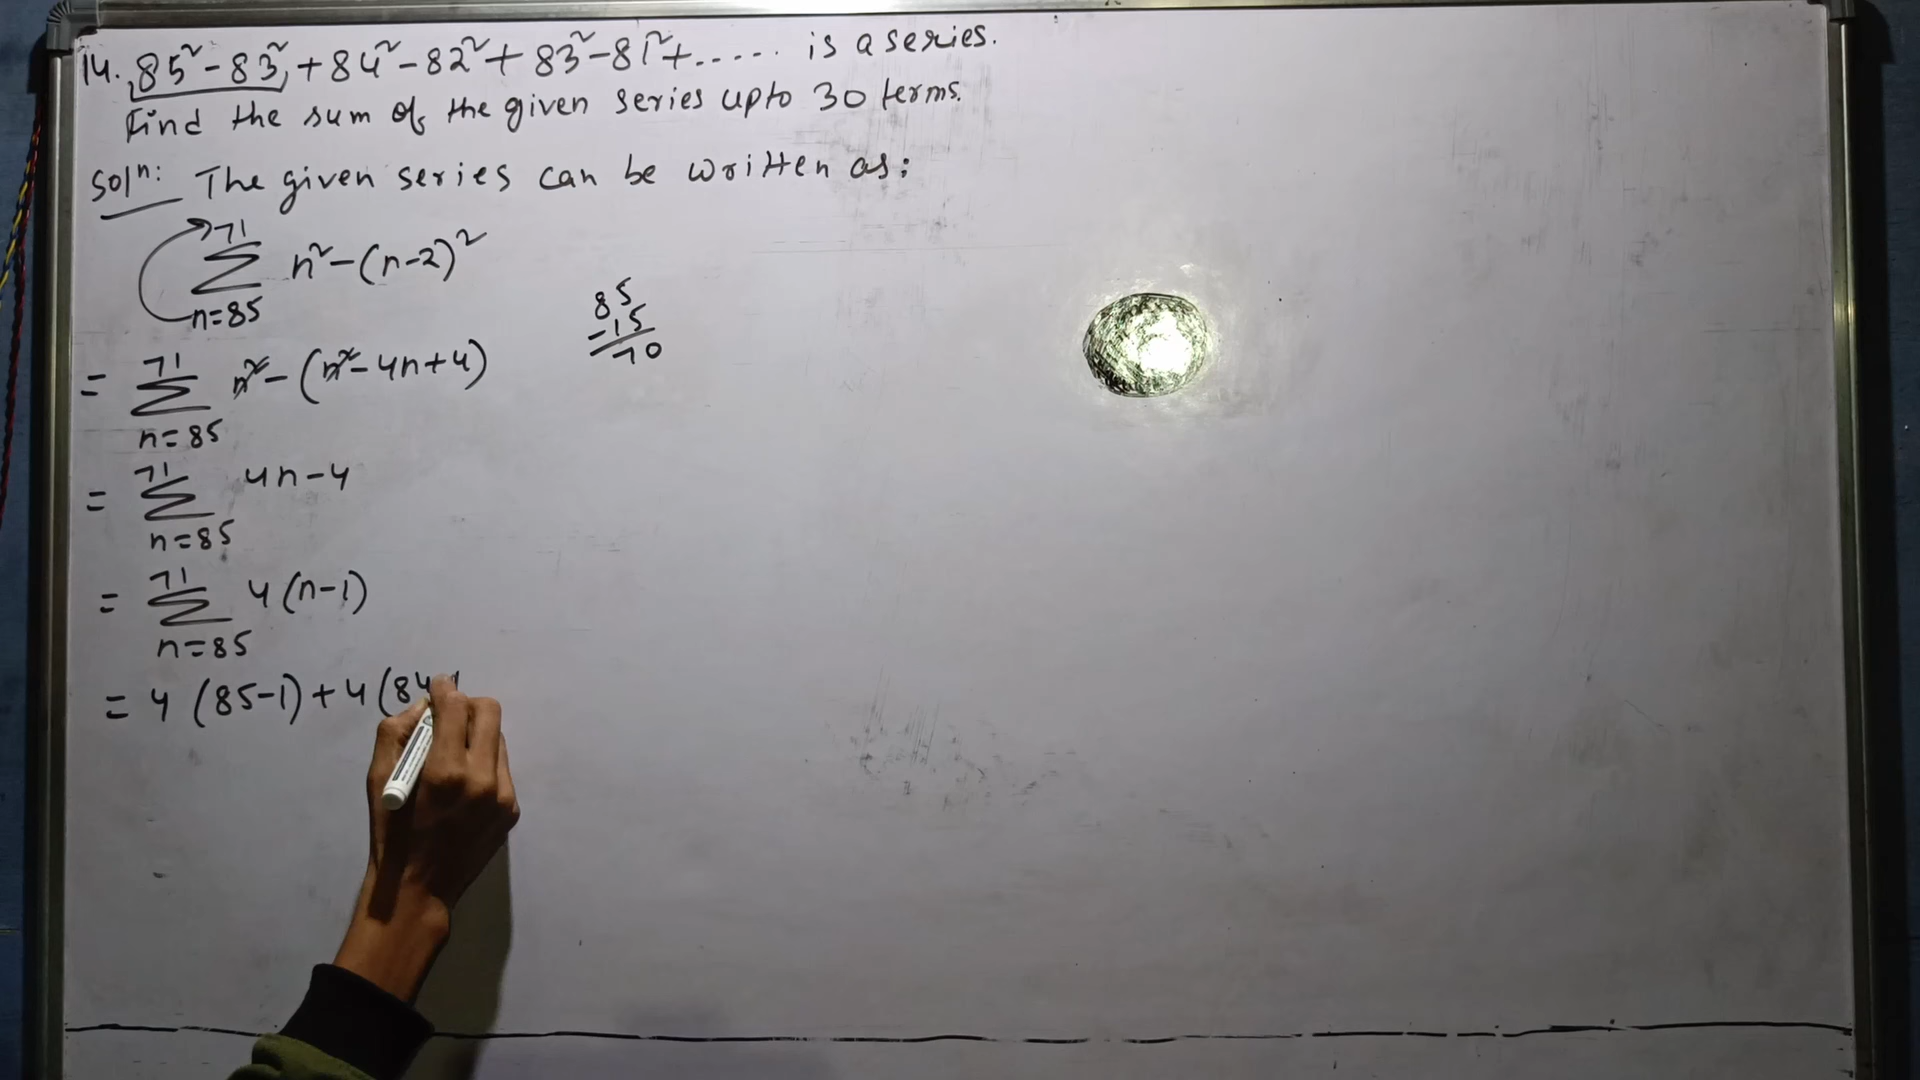 14. 85² - 83² + 84² - 82² + 83² - 81² + ..... is a series.
Find the sum of the given series upto 30 terms.
Solⁿ: The given series can be written as:
71
∑ n² - (n-2)²
n=85
85
-15
70
71
= ∑ n² - (n² - 4n + 4)
n=85
71
= ∑ 4n - 4
n=85
71
= ∑ 4(n-1)
n=85
= 4 (85-1) + 4 (84